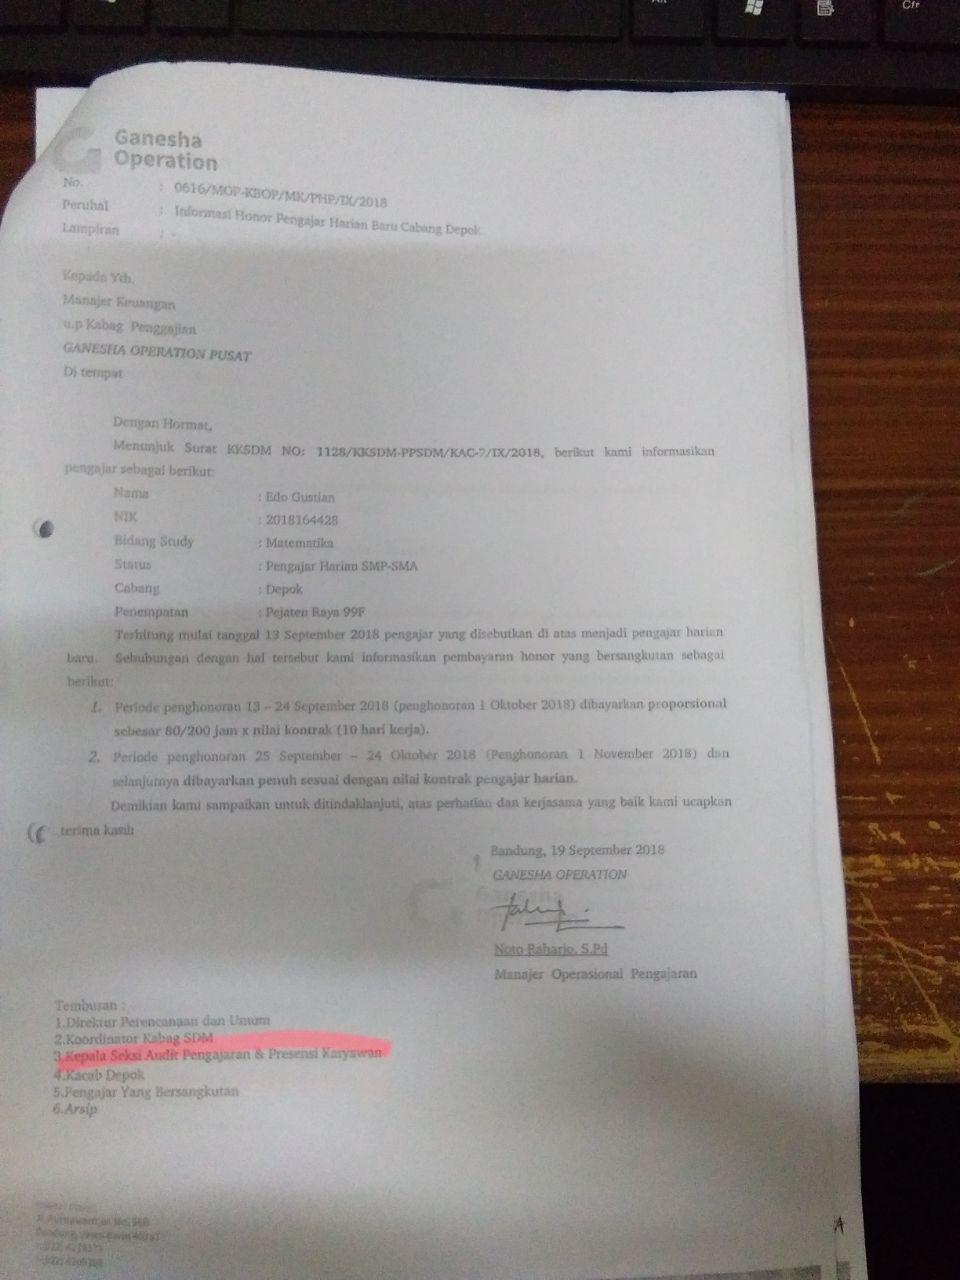 Ganesha
Operation
No. : 0616/MOP-KBOP/MK/PHP/IX/2018
Peruhal : Informasi Honor Pengajar Harian Baru Cabang Depok
Lampiran : -
Kepada Yth.
Manajer Keuangan
u.p Kabag Penggajian
GANESHA OPERATION PUSAT
Di tempat
Dengan Hormat,
Menunjuk Surat KKSDM NO: 1128/KKSDM-PPSDM/KAC-7/IX/2018, berikut kami informasikan
pengajar sebagai berikut:
Nama : Edo Gustian
NIK : 2018164428
Bidang Study : Matematika
Status : Pengajar Harian SMP-SMA
Cabang : Depok
Penempatan : Pejaten Raya 99F
Terhitung mulai tanggal 13 September 2018 pengajar yang disebutkan di atas menjadi pengajar harian
baru. Sehubungan dengan hal tersebut kami informasikan pembayaran honor yang bersangkutan sebagai
berikut:
1. Periode penghonoran 13 – 24 September 2018 (penghonoran 1 Oktober 2018) dibayarkan proporsional
sebesar 80/200 jam x nilai kontrak (10 hari kerja).
2. Periode penghonoran 25 September – 24 Oktober 2018 (Penghonoran 1 November 2018) dan
selanjutnya dibayarkan penuh sesuai dengan nilai kontrak pengajar harian.
Demikian kami sampaikan untuk ditindaklanjuti, atas perhatian dan kerjasama yang baik kami ucapkan
terima kasih
Bandung, 19 September 2018
GANESHA OPERATION
Ganesha
Noto Raharjo, S.Pd
Manajer Operasional Pengajaran
Tembusan :
1.Direktur Perencanaan dan Umum
2.Koordinator Kabag SDM
3.Kepala Seksi Audit Pengajaran & Presensi Karyawan
4.Kacab Depok
5.Pengajar Yang Bersangkutan
6.Arsip